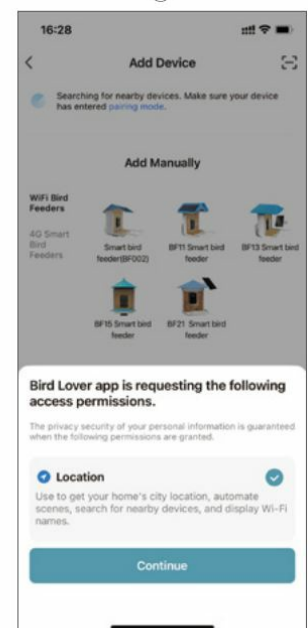 16:28
Add Device
Searching for nearby devices. Make sure your device
has entered pairing mode.
Add Manually
WiFi Bird
Feeders
4G Smart
Bird
Feeders
Smart bird
feeder(BF002)
BF11 Smart bird
feeder
BF13 Smart bird
feeder
BF15 Smart bird
feeder
BF21 Smart bird
feeder
Bird Lover app is requesting the following
access permissions.
The privacy security of your personal information is guaranteed
when the following permissions are granted.
Location
Use to get your home's city location, automate
scenes, search for nearby devices, and display Wi-Fi
names.
Continue